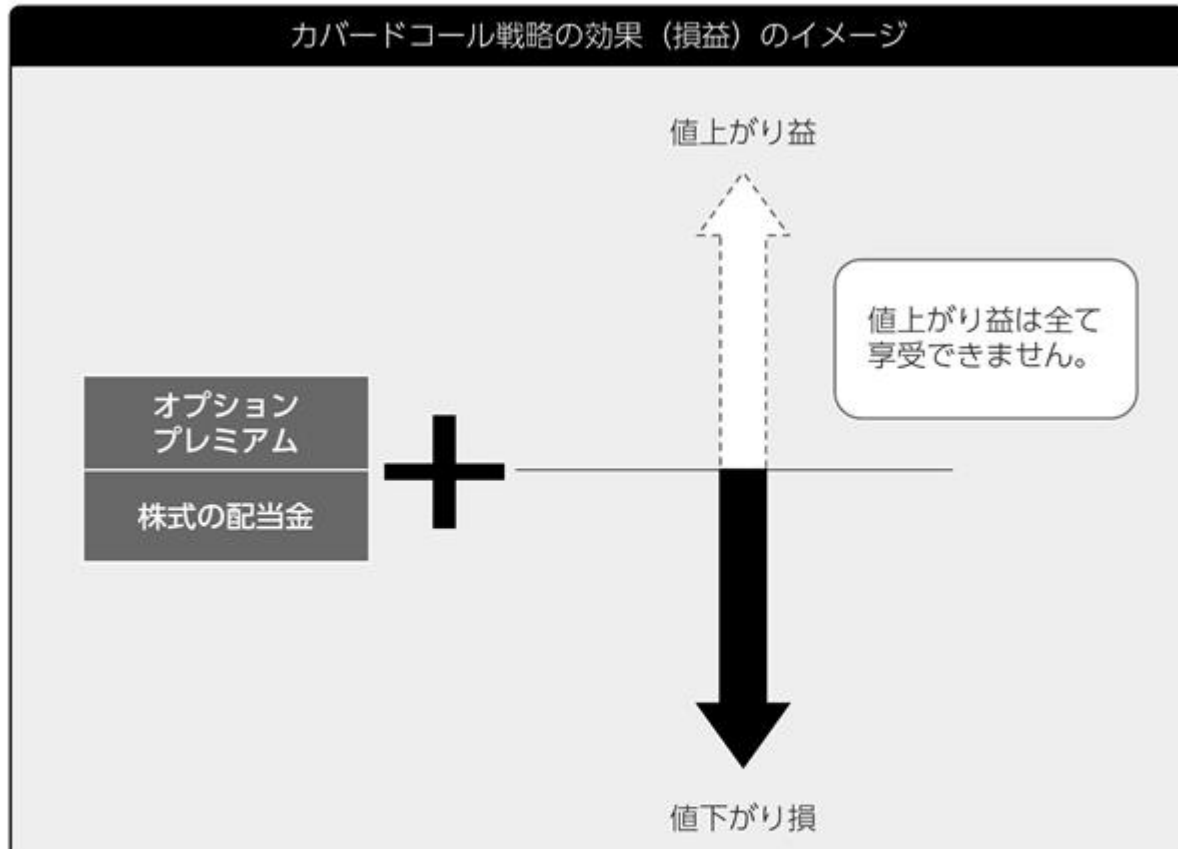 カバードコール戦略の効果（損益）のイメージ
値上がり益
値上がり益は全て
享受できません。
オプション
プレミアム
株式の配当金
値下がり損